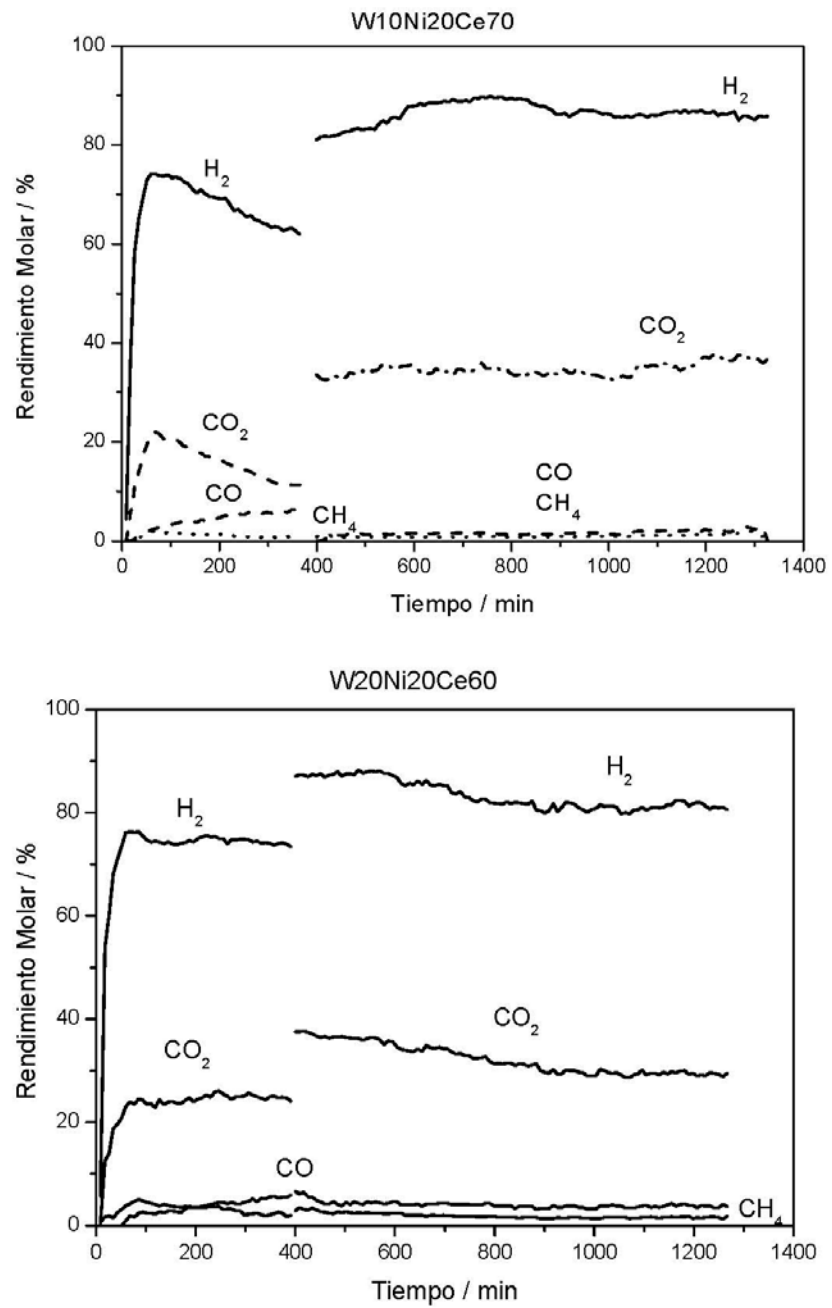 W10Ni20Ce70
100
80
60
40
20
0
Rendimiento Molar / %
H₂
H₂
CO₂
CO₂
CO
CO
CH₄
CH₄
0 200 400 600 800 1000 1200 1400
Tiempo / min
W20Ni20Ce60
100
80
60
40
20
0
Rendimiento Molar / %
H₂
H₂
CO₂
CO₂
CO
CH₄
0 200 400 600 800 1000 1200 1400
Tiempo / min